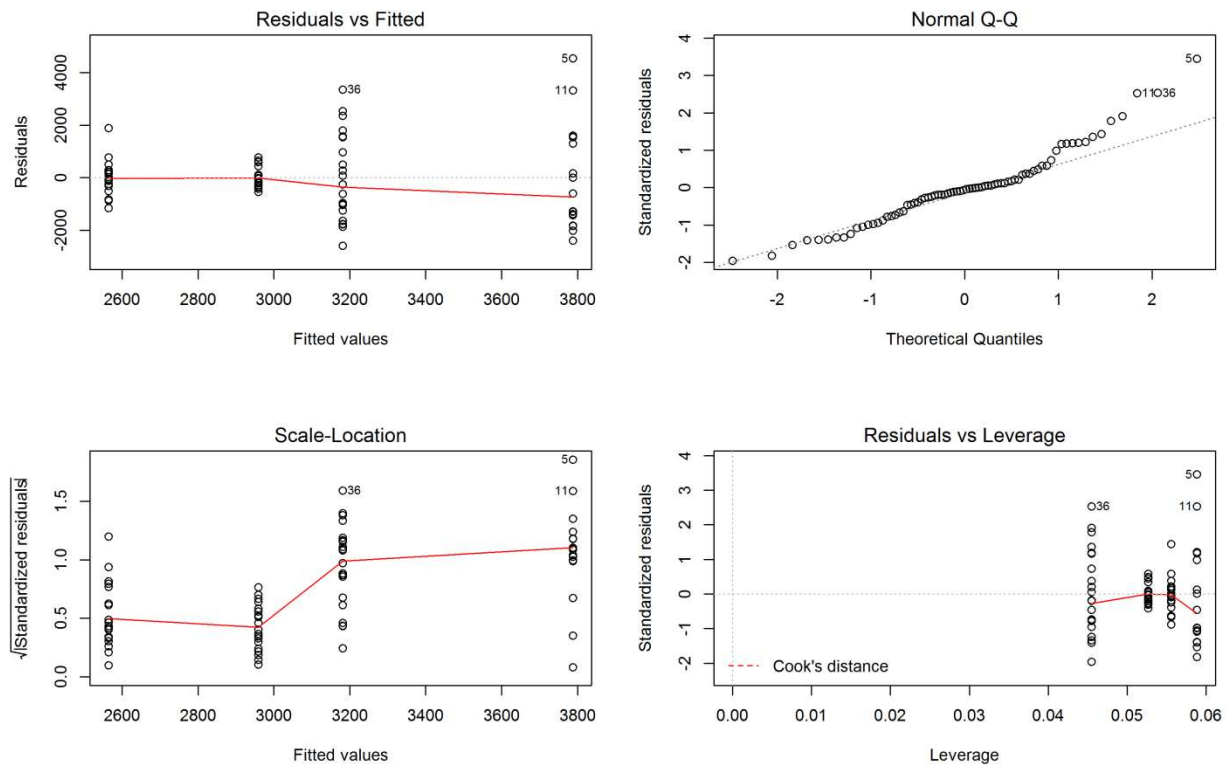 Residuals vs Fitted
Residuals
4000
2000
0
-2000
5
11
36
2600 2800 3000 3200 3400 3600 3800
Fitted values
Normal Q-Q
Standardized residuals
4
3
2
1
0
-1
-2
5
11 36
-2 -1 0 1 2
Theoretical Quantiles
Scale-Location
√|Standardized residuals|
1.5
1.0
0.5
0.0
5
11
36
2600 2800 3000 3200 3400 3600 3800
Fitted values
Residuals vs Leverage
Standardized residuals
4
3
2
1
0
-1
-2
5
11
36
Cook's distance
0.00 0.01 0.02 0.03 0.04 0.05 0.06
Leverage